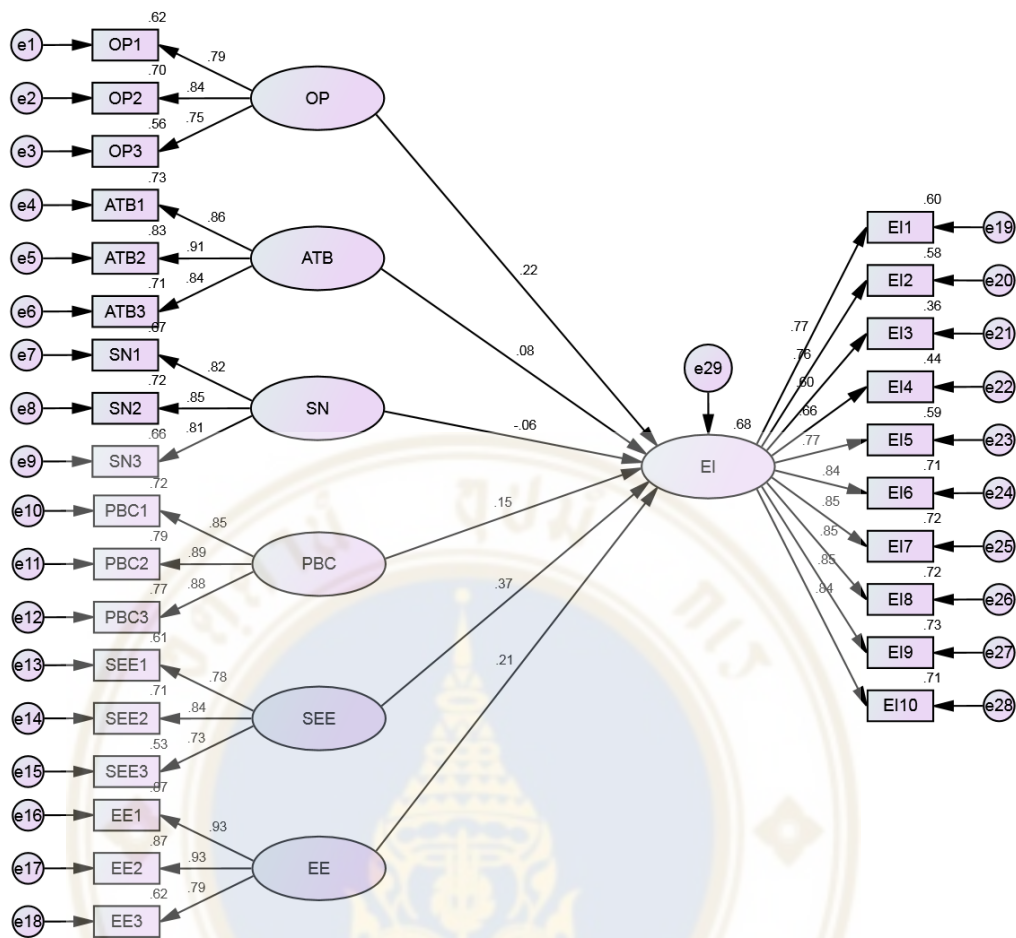 .62
e1 OP1 .79
.70
e2 OP2 .84 OP
.56 .75
e3 OP3
.73
e4 ATB1 .86
.83
e5 ATB2 .91 ATB
.71 .84
e6 ATB3
.67
e7 SN1 .82
.72
e8 SN2 .85 SN
.66 .81
e9 SN3
.72
e10 PBC1 .85
.79
e11 PBC2 .89 PBC
.77 .88
e12 PBC3
.61
e13 SEE1 .78
.71
e14 SEE2 .84 SEE
.53 .73
e15 SEE3
.87
e16 EE1 .93
.87
e17 EE2 .93 EE
.62 .79
e18 EE3
.22
.08
-.06
.15
.37
.21
e29
.68
EI
.60
.77 EI1 e19
.58
.76 EI2 e20
.36
.60 EI3 e21
.44
.66 EI4 e22
.59
.77 EI5 e23
.71
.84 EI6 e24
.72
.85 EI7 e25
.72
.85 EI8 e26
.73
.85 EI9 e27
.71
.84 EI10 e28